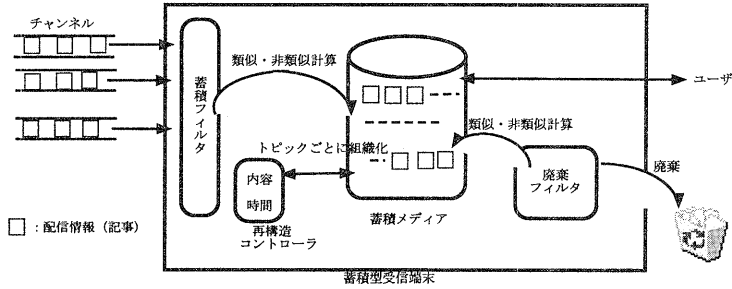 チャンネル
蓄積フィルタ
類似・非類似計算
ユーザ
類似・非類似計算
トピックごとに組織化
内容
時間
廃棄
フィルタ
廃棄
再構造
コントローラ
蓄積メディア
：配信情報（記事）
蓄積型受信端末